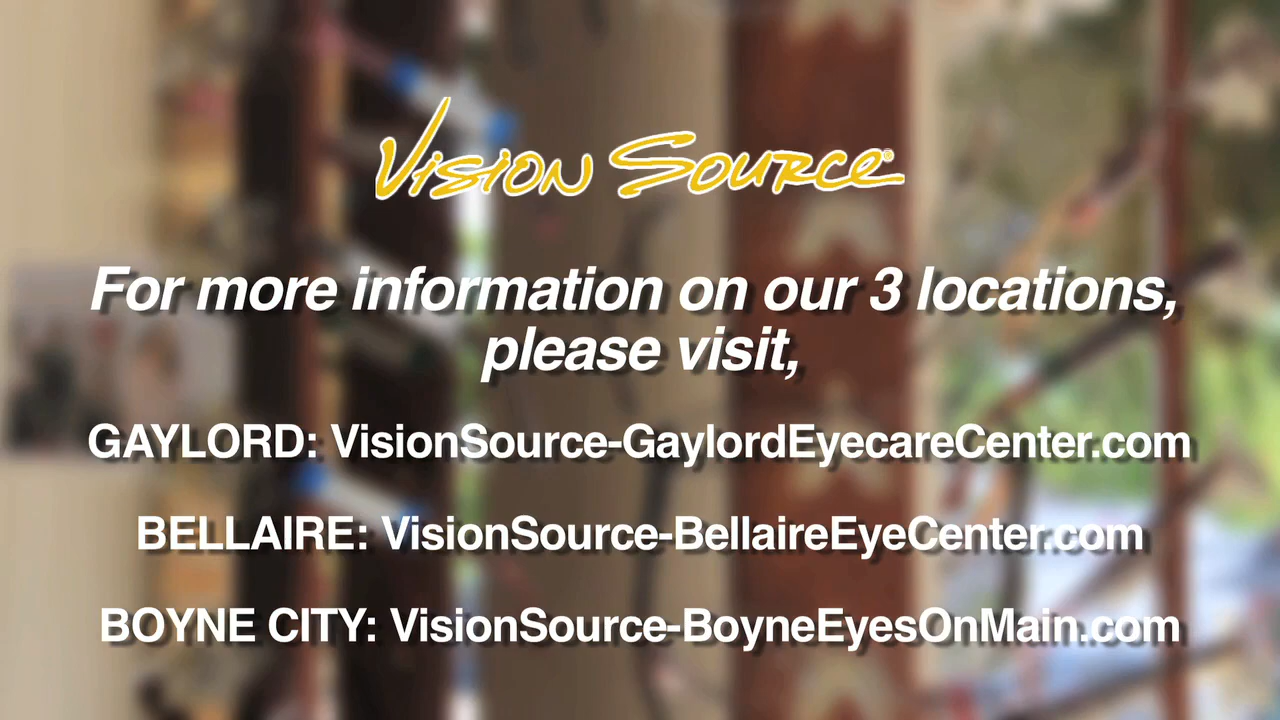 Vision Source®
For more information on our 3 locations,
please visit,
GAYLORD: VisionSource-GaylordEyecareCenter.com
BELLAIRE: VisionSource-BellaireEyeCenter.com
BOYNE CITY: VisionSource-BoyneEyesOnMain.com